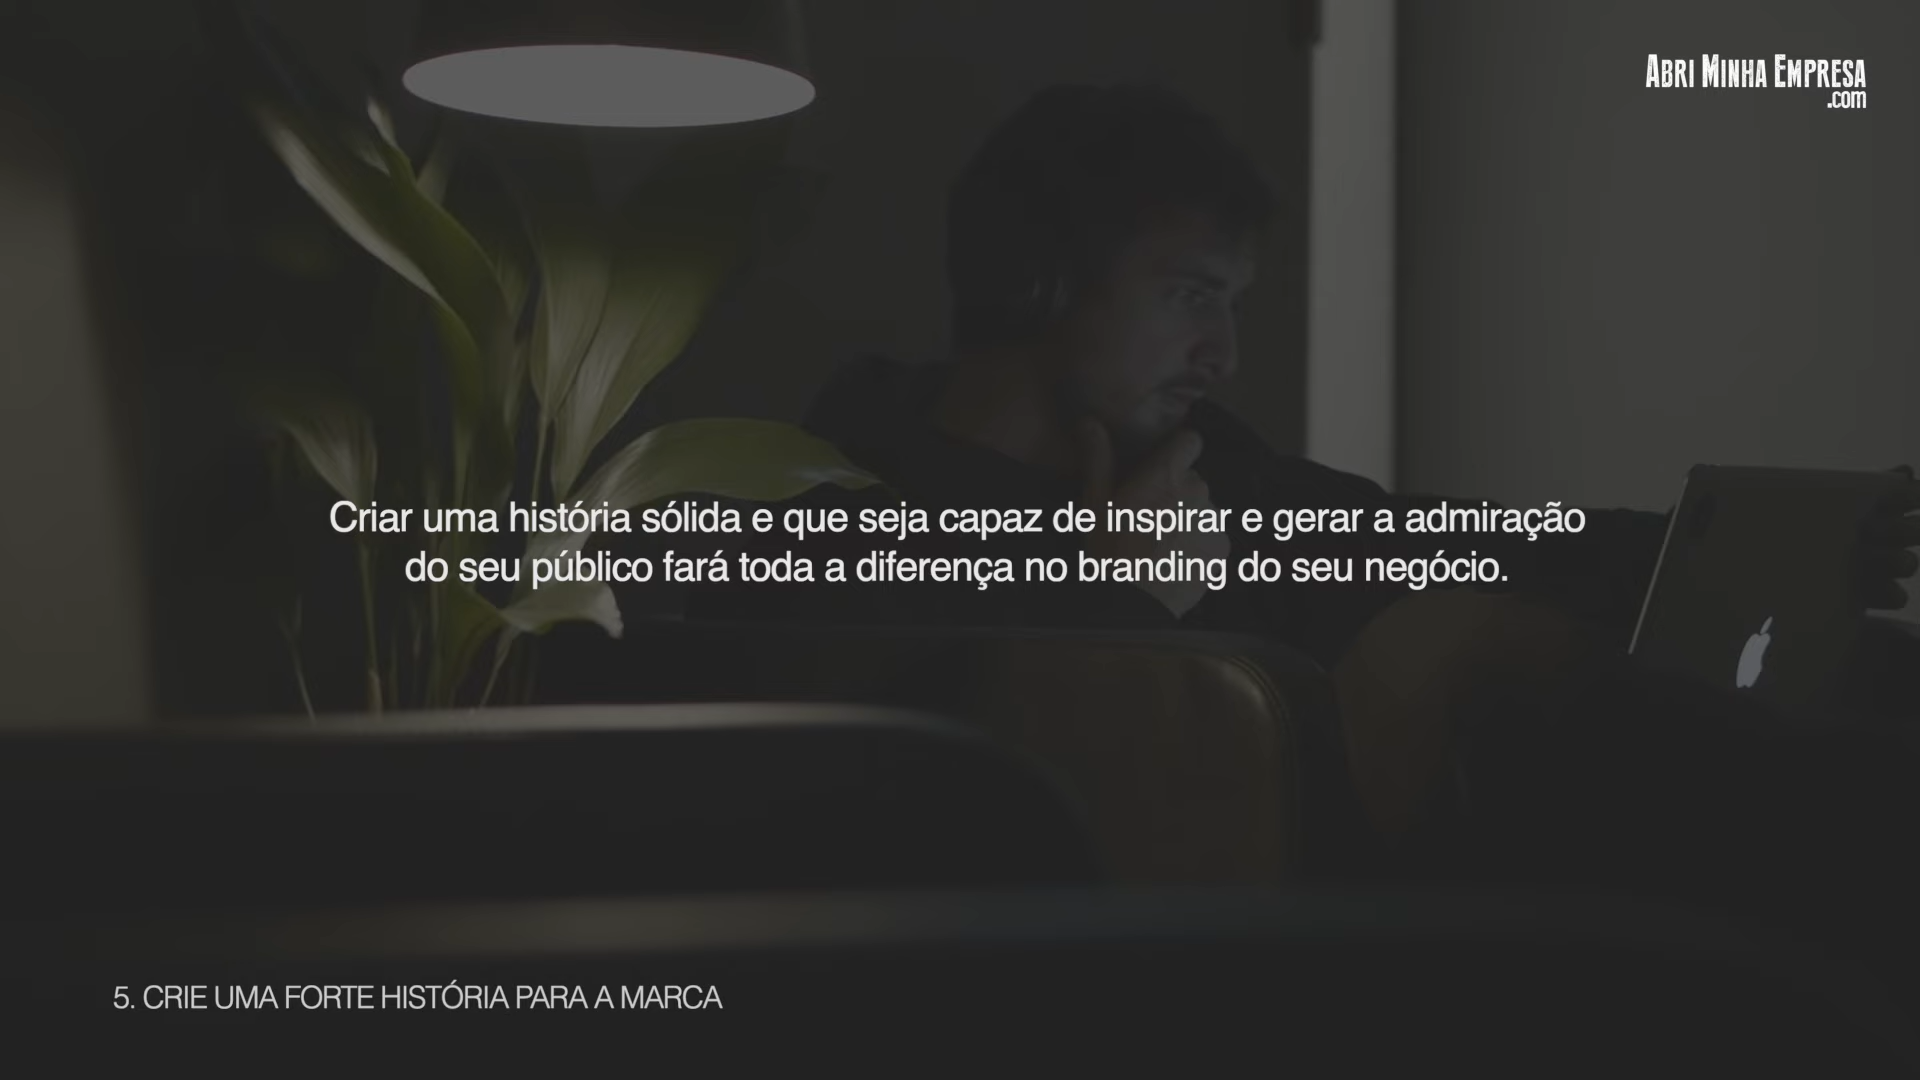 ABRI MINHA EMPRESA
.COM
Criar uma história sólida e que seja capaz de inspirar e gerar a admiração
do seu público fará toda a diferença no branding do seu negócio.
5. CRIE UMA FORTE HISTÓRIA PARA A MARCA